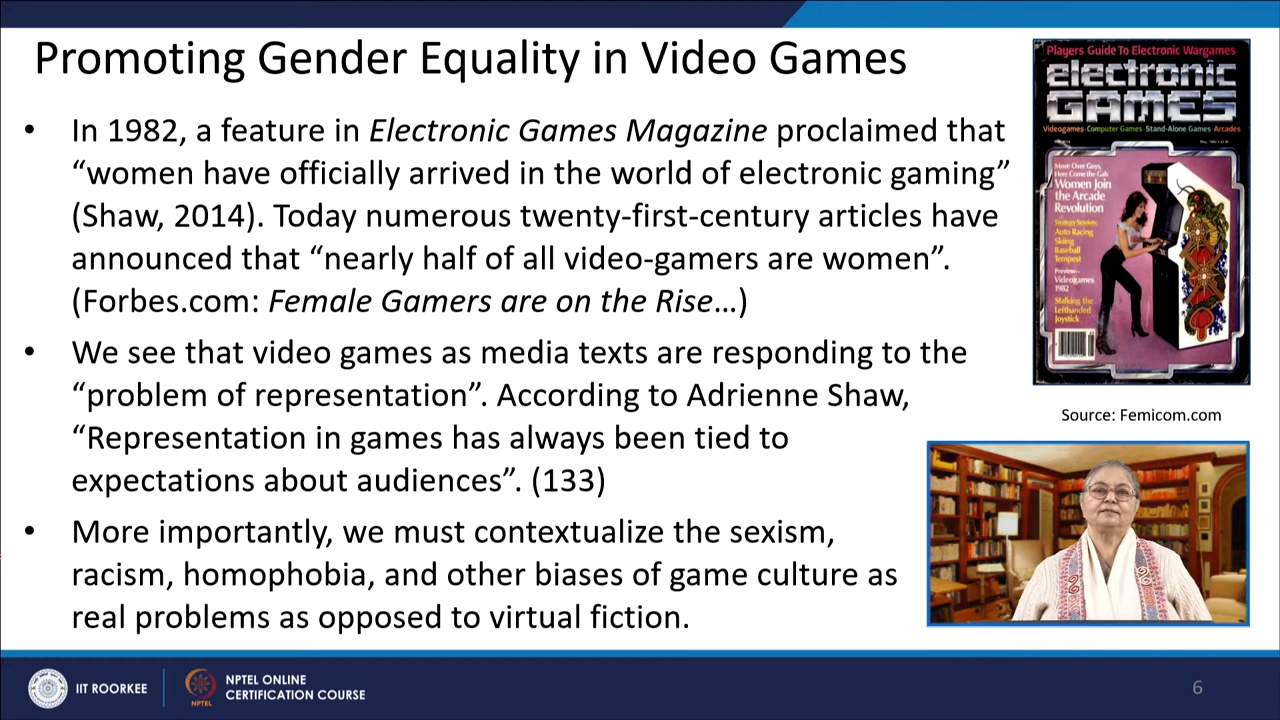 Promoting Gender Equality in Video Games
• In 1982, a feature in Electronic Games Magazine proclaimed that
“women have officially arrived in the world of electronic gaming”
(Shaw, 2014). Today numerous twenty-first-century articles have
announced that “nearly half of all video-gamers are women”.
(Forbes.com: Female Gamers are on the Rise…)
• We see that video games as media texts are responding to the
“problem of representation”. According to Adrienne Shaw,
“Representation in games has always been tied to
expectations about audiences”. (133)
• More importantly, we must contextualize the sexism,
racism, homophobia, and other biases of game culture as
real problems as opposed to virtual fiction.
Players Guide To Electronic Wargames
electronic
GAMES
Videogames Computer Games Stand-Alone Games Arcades
Move Over Guys,
Here Come the Gals
Women Join
the Arcade
Revolution
Strategy Sessions:
Auto Racing
Skiing
Baseball
Tempest
Preview—
Videogames
1982
Stalking the
Lefthanded
Joystick
Source: Femicom.com
IIT ROORKEE
NPTEL
NPTEL ONLINE
CERTIFICATION COURSE
6